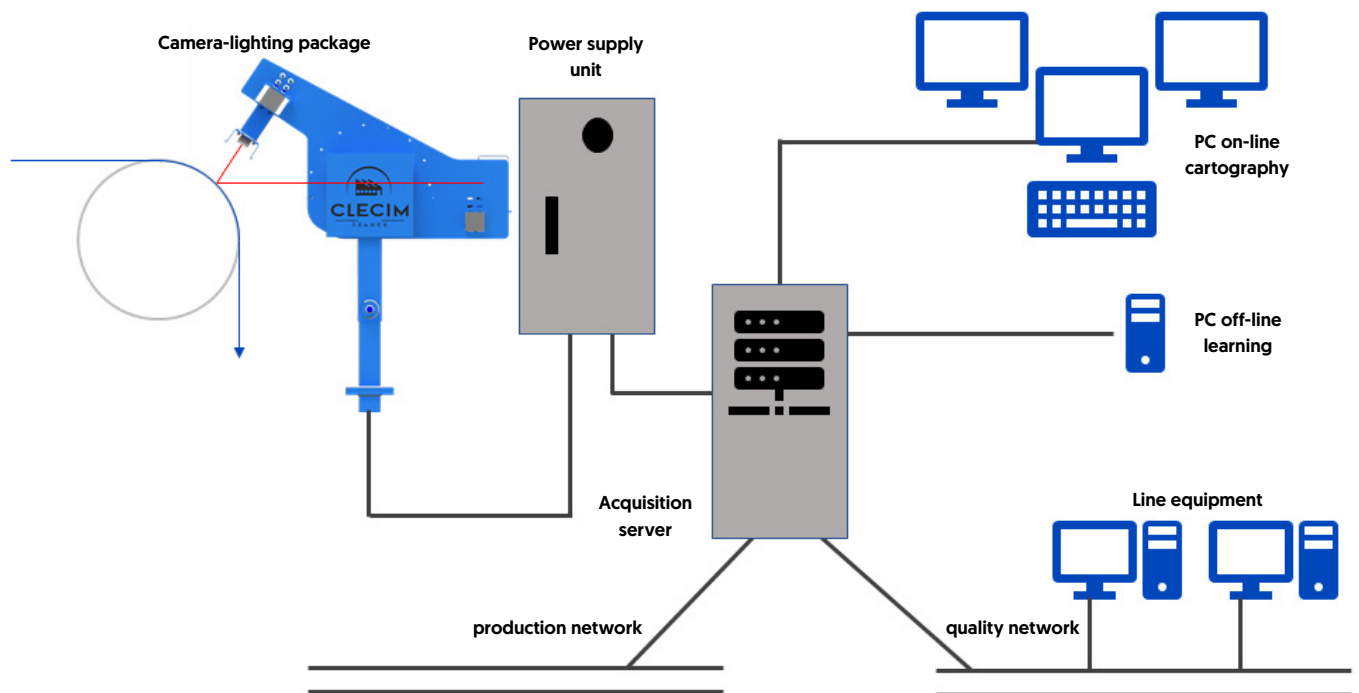 Camera-lighting package
Power supply
unit
CLECIM
FRANCE
PC on-line
cartography
PC off-line
learning
Acquisition
server
Line equipment
production network
quality network